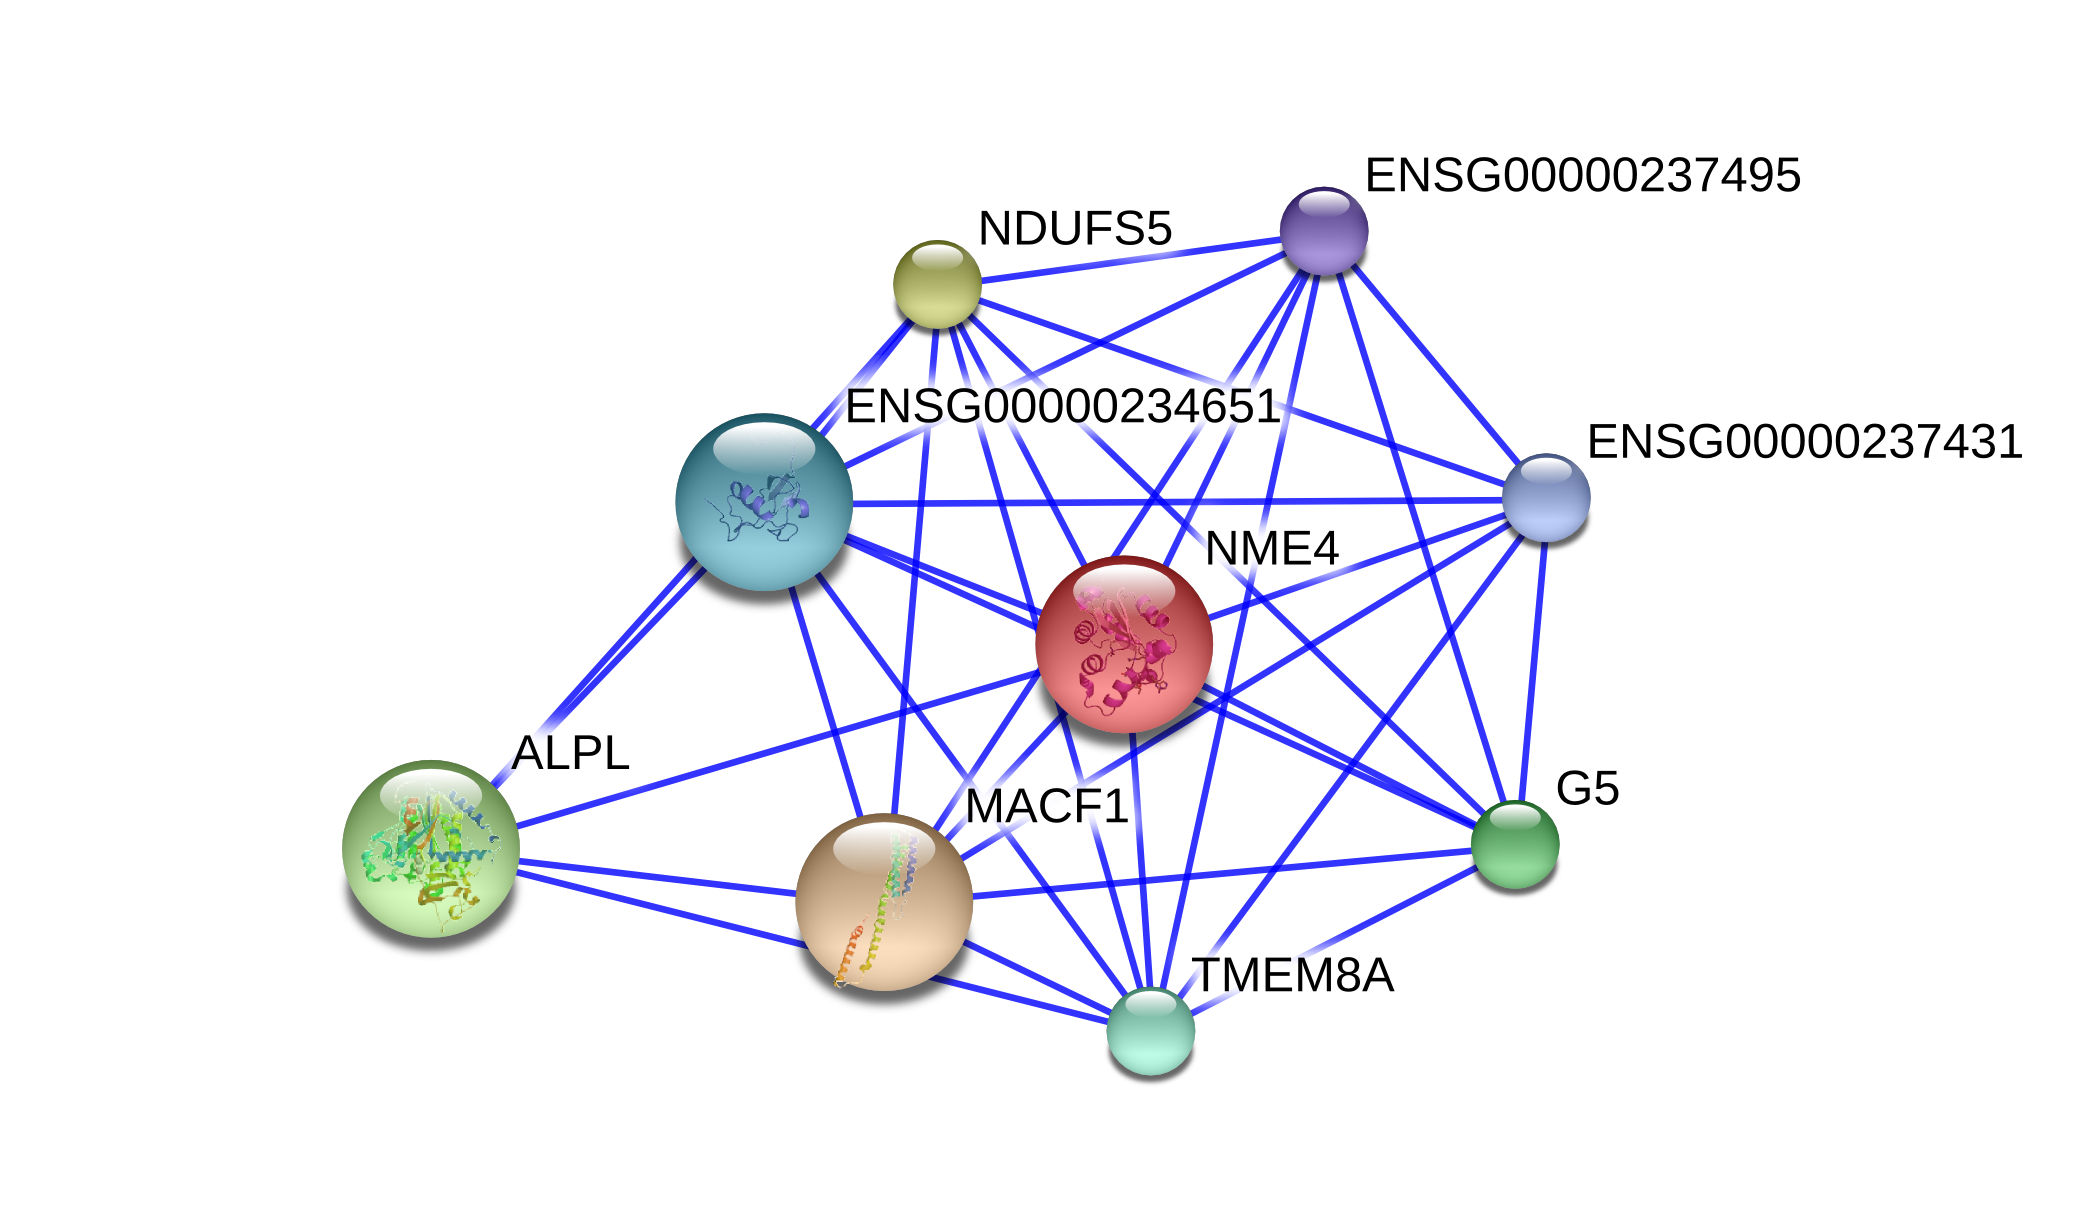 ENSG00000237495
NDUFS5
ENSG00000234651
ENSG00000237431
NME4
ALPL
G5
MACF1
TMEM8A